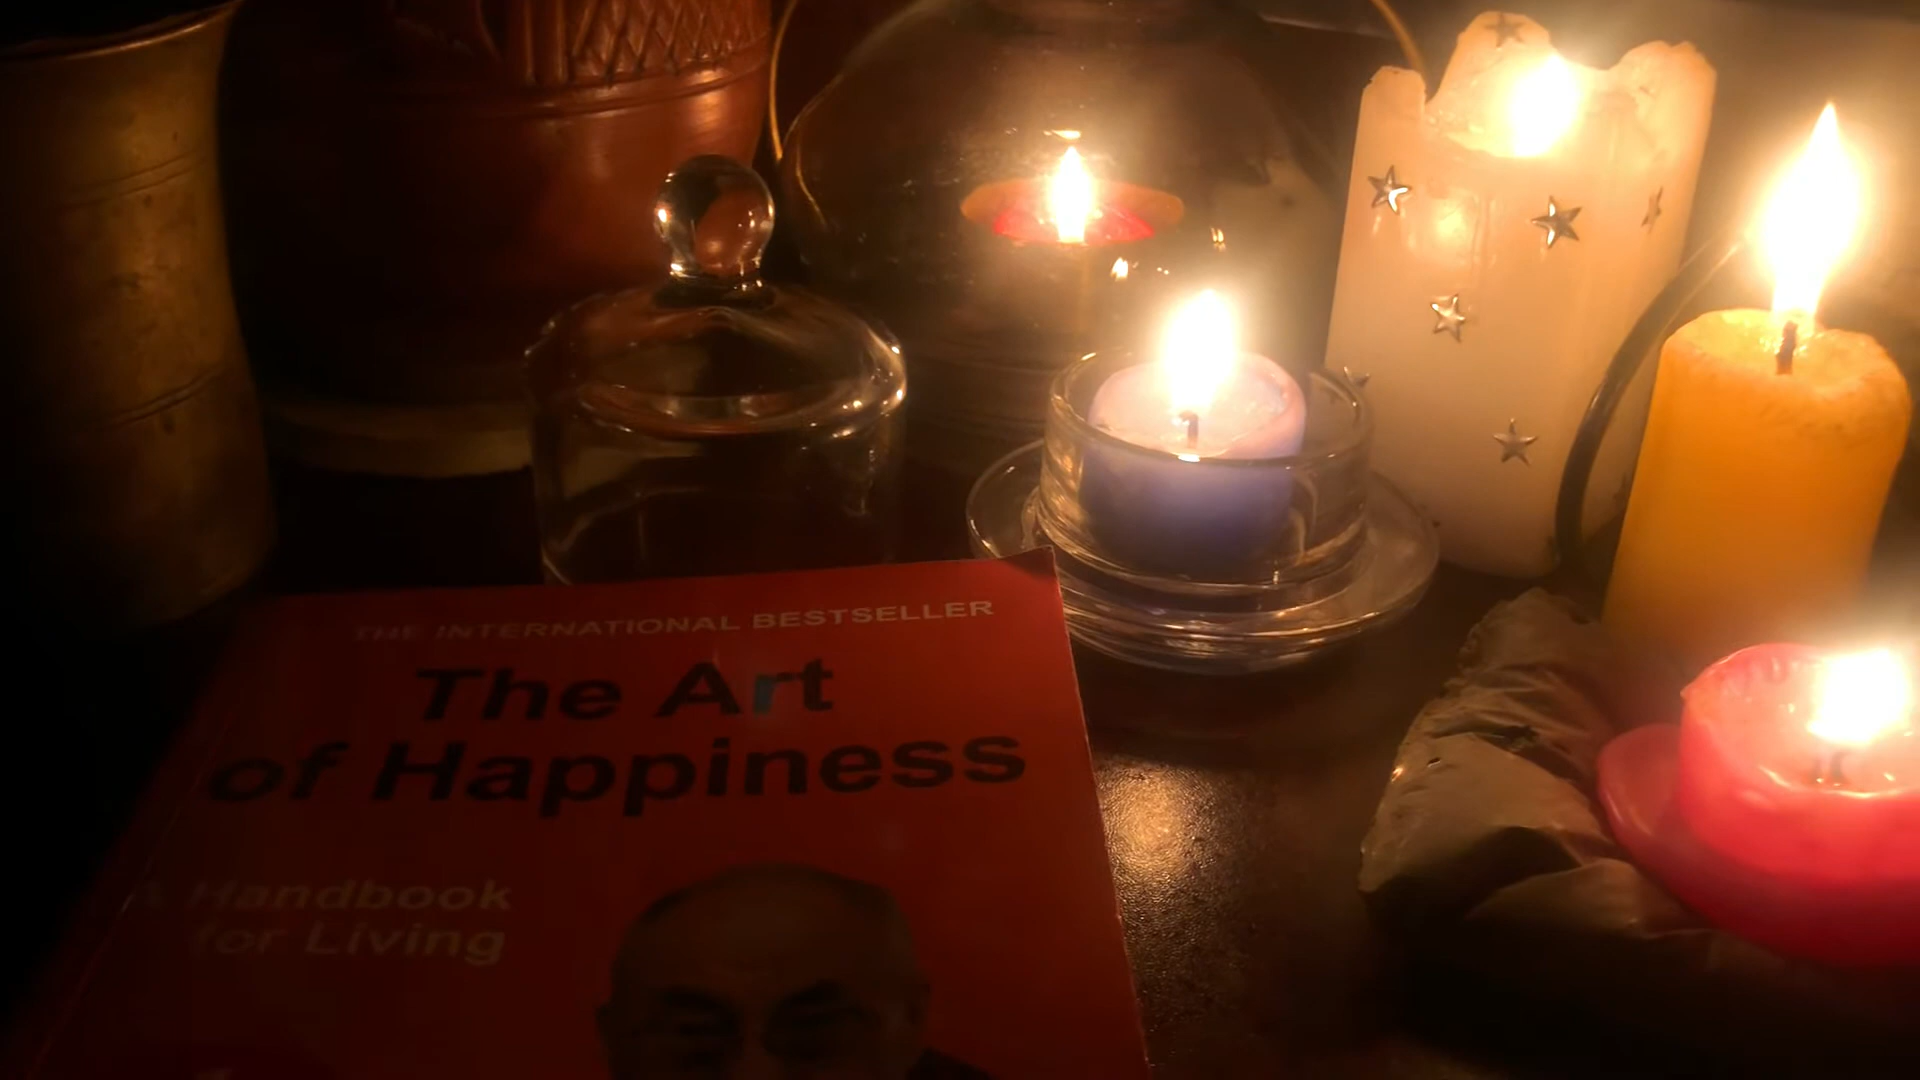 THE INTERNATIONAL BESTSELLER
The Art
of Happiness
A Handbook
for Living